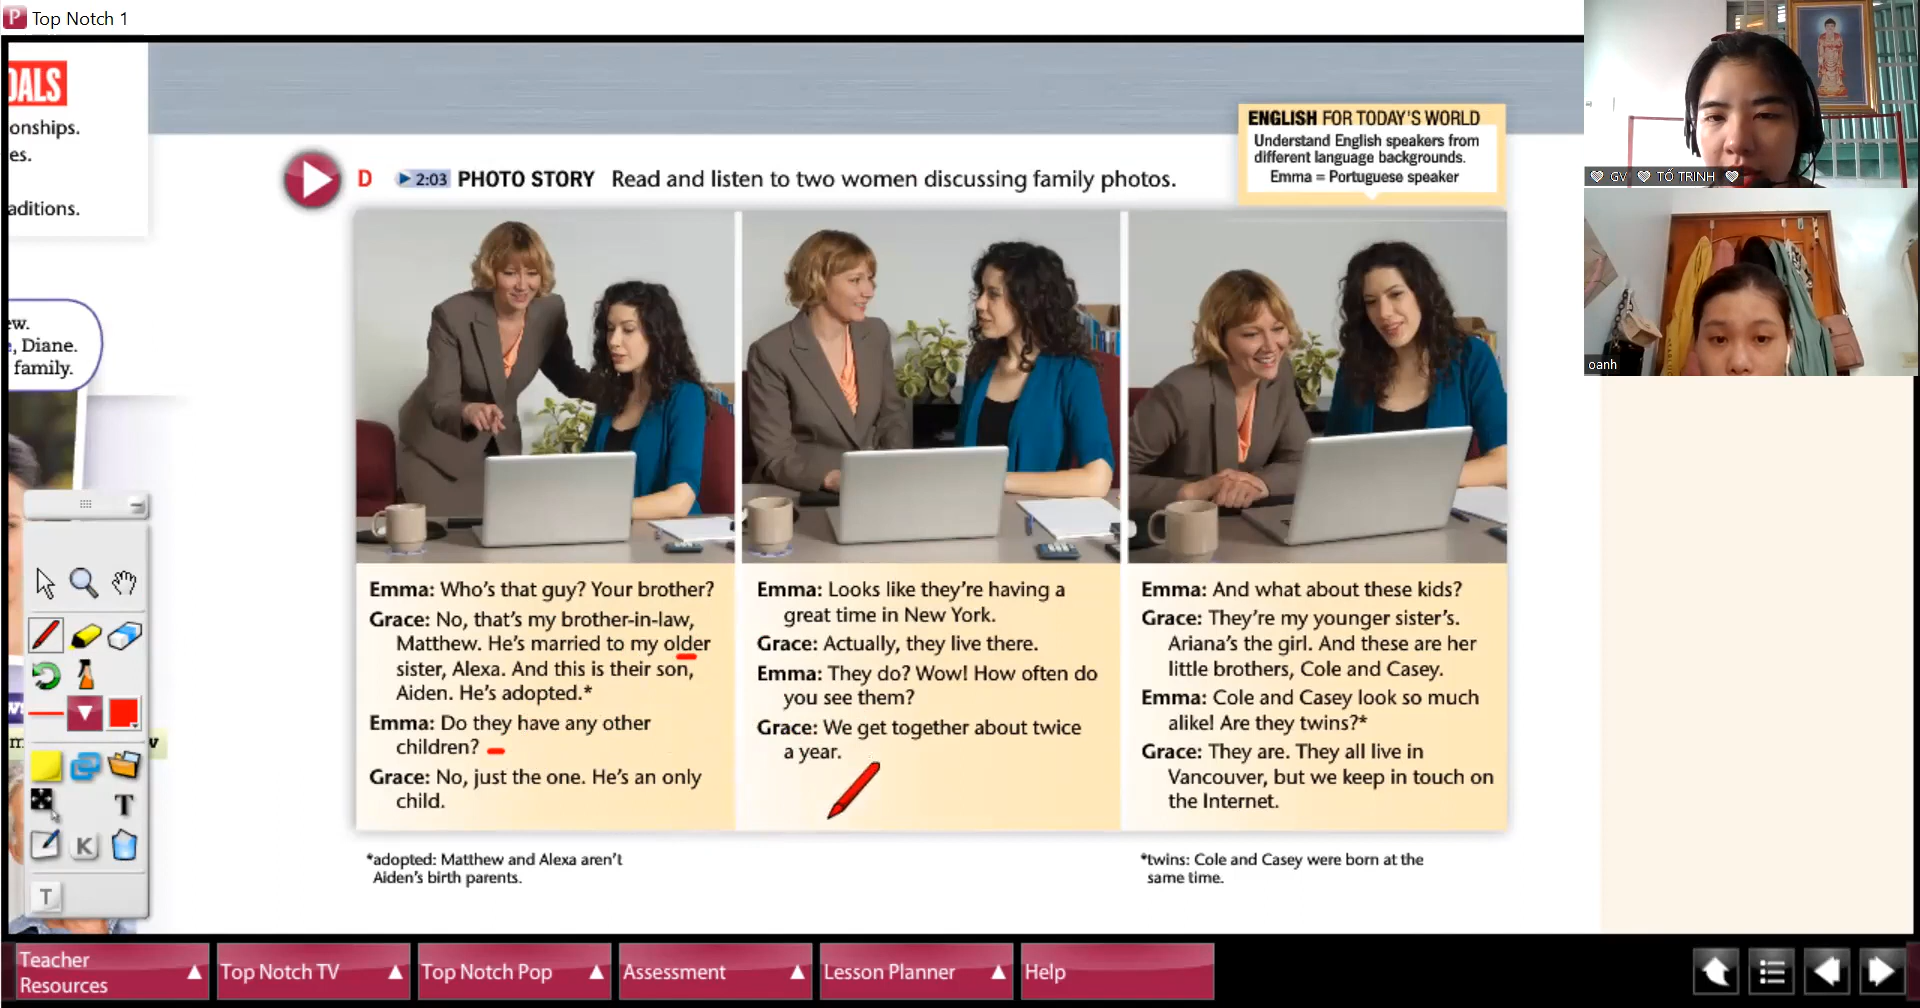 Top Notch 1
OALS
onships.
es.
aditions.
ew.
, Diane.
family.
D 2:03 PHOTO STORY Read and listen to two women discussing family photos.
ENGLISH FOR TODAY'S WORLD
Understand English speakers from
different language backgrounds.
Emma = Portuguese speaker
Emma: Who's that guy? Your brother?
Grace: No, that's my brother-in-law,
Matthew. He's married to my older
sister, Alexa. And this is their son,
Aiden. He's adopted.*
Emma: Do they have any other
children?
Grace: No, just the one. He's an only
child.
Emma: Looks like they're having a
great time in New York.
Grace: Actually, they live there.
Emma: They do? Wow! How often do
you see them?
Grace: We get together about twice
a year.
Emma: And what about these kids?
Grace: They're my younger sister's.
Ariana's the girl. And these are her
little brothers, Cole and Casey.
Emma: Cole and Casey look so much
alike! Are they twins?*
Grace: They are. They all live in
Vancouver, but we keep in touch on
the Internet.
*adopted: Matthew and Alexa aren't
Aiden's birth parents.
*twins: Cole and Casey were born at the
same time.
GV TỐ TRINH
oanh
T
K
T
Teacher
Resources
Top Notch TV
Top Notch Pop
Assessment
Lesson Planner
Help